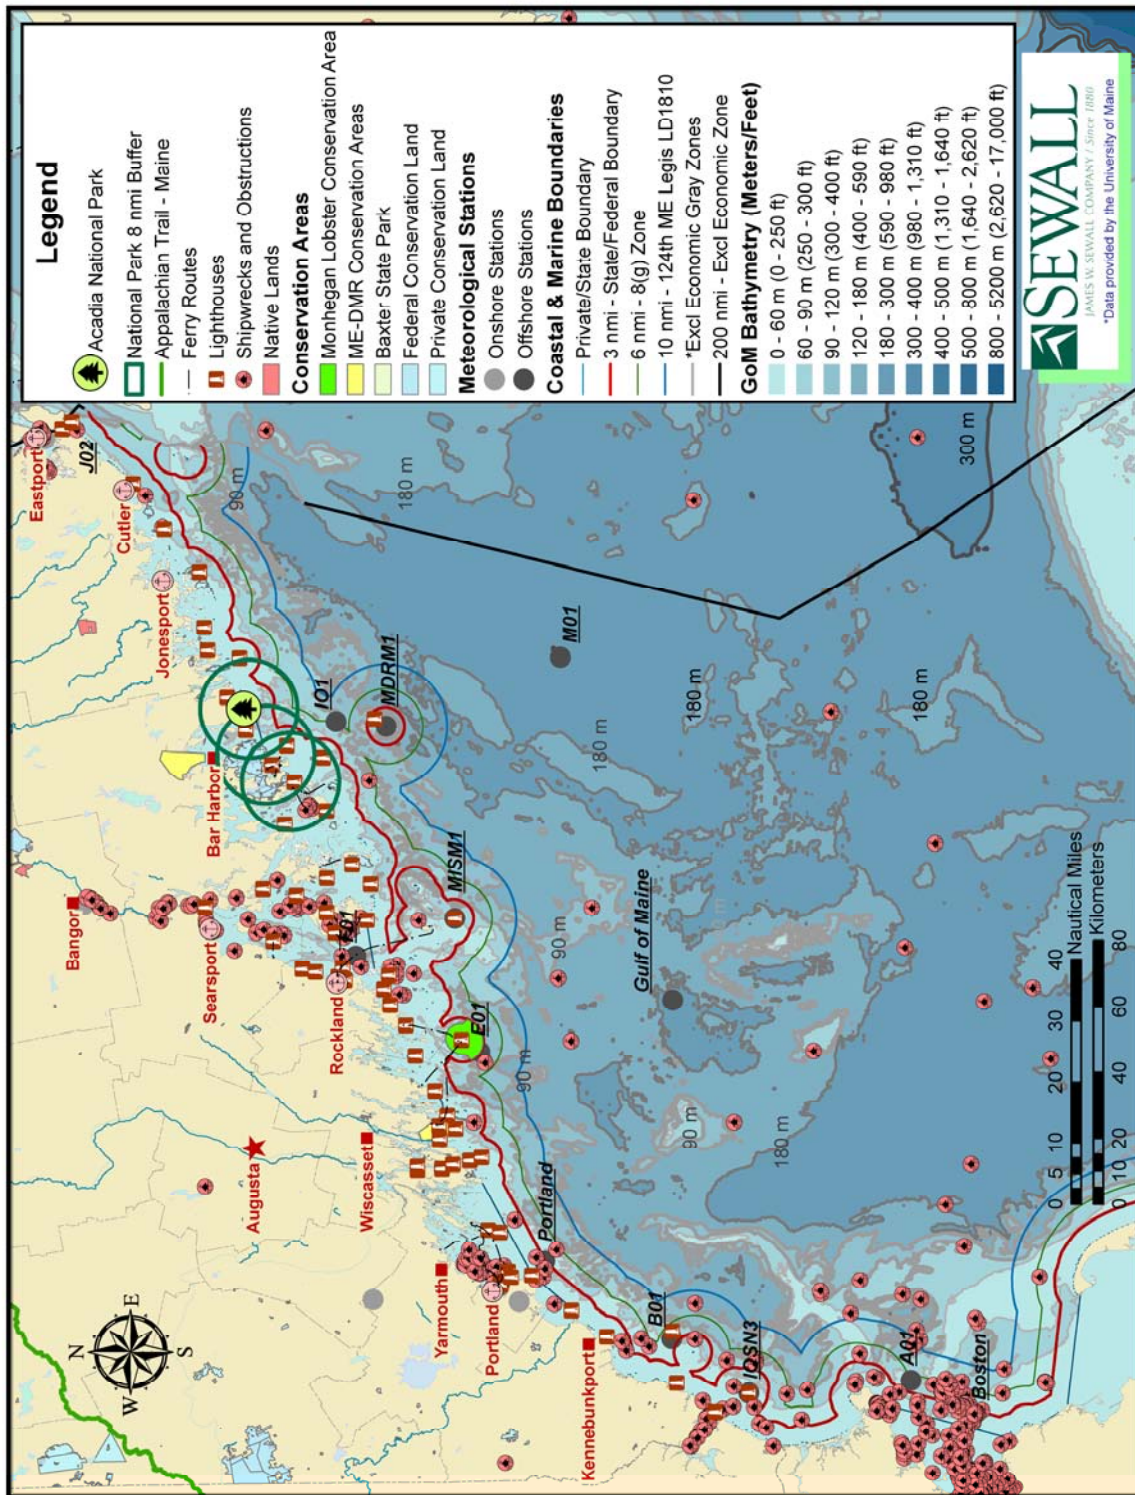 Legend
Acadia National Park
National Park 8 nmi Buffer
Appalachian Trail - Maine
Ferry Routes
Lighthouses
Shipwrecks and Obstructions
Native Lands
Conservation Areas
Monhegan Lobster Conservation Area
ME-DMR Conservation Areas
Baxter State Park
Federal Conservation Land
Private Conservation Land
Meteorological Stations
Onshore Stations
Offshore Stations
Coastal & Marine Boundaries
Private/State Boundary
3 nmi - State/Federal Boundary
6 nmi - 8(g) Zone
10 nmi - 124th ME Legis LD1810
*Excl Economic Gray Zones
200 nmi - Excl Economic Zone
GoM Bathymetry (Meters/Feet)
0 - 60 m (0 - 250 ft)
60 - 90 m (250 - 300 ft)
90 - 120 m (300 - 400 ft)
120 - 180 m (400 - 590 ft)
180 - 300 m (590 - 980 ft)
300 - 400 m (980 - 1,310 ft)
400 - 500 m (1,310 - 1,640 ft)
500 - 800 m (1,640 - 2,620 ft)
800 - 5200 m (2,620 - 17,000 ft)
SEWALL
JAMES W. SEWALL COMPANY / Since 1880
*Data provided by the University of Maine
N
W
E
S
Eastport
J02
Cutler
Jonesport
Bar Harbor
Bangor
Searsport
Rockland
F01
Augusta
Wiscasset
Yarmouth
Portland
Kennebunkport
IO1
MDRM1
M01
MISM1
E01
Gulf of Maine
Portland
B01
IOSN3
A01
Boston
90 m
180 m
300 m
180 m
180 m
180 m
90 m
90 m
90 m
180 m
0 5 10 20 30 40
Nautical Miles
Kilometers
0 10 20 40 60 80